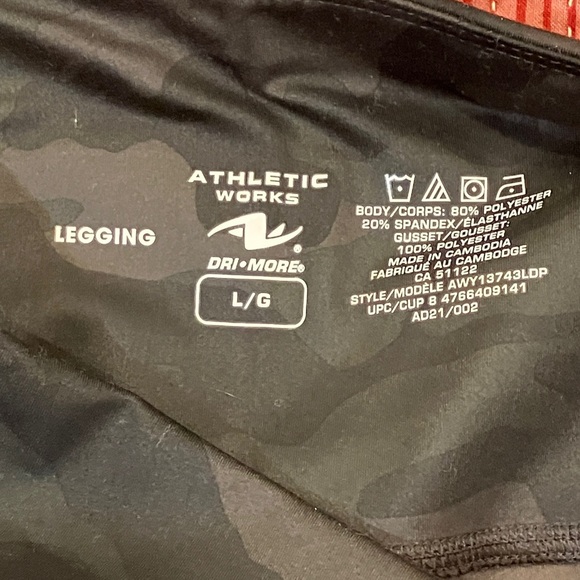 LEGGING
ATHLETIC
WORKS
®
DRI•MORE®
L/G
BODY/CORPS: 80% POLYESTER
20% SPANDEX/ÉLASTHANNE
GUSSET/GOUSSET:
100% POLYESTER
MADE IN CAMBODIA
FABRIQUÉ AU CAMBODGE
CA 51122
STYLE/MODÈLE AWY13743LDP
UPC/CUP 8 4766409141
AD21/002